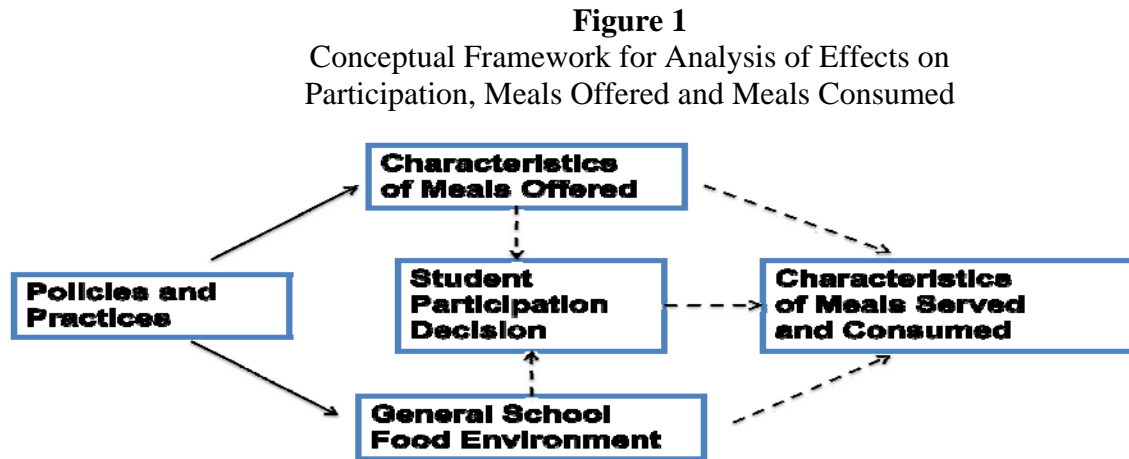 Figure 1
Conceptual Framework for Analysis of Effects on
Participation, Meals Offered and Meals Consumed
Characteristics
of Meals Offered
Policies and
Practices
Student
Participation
Decision
Characteristics
of Meals Served
and Consumed
General School
Food Environment